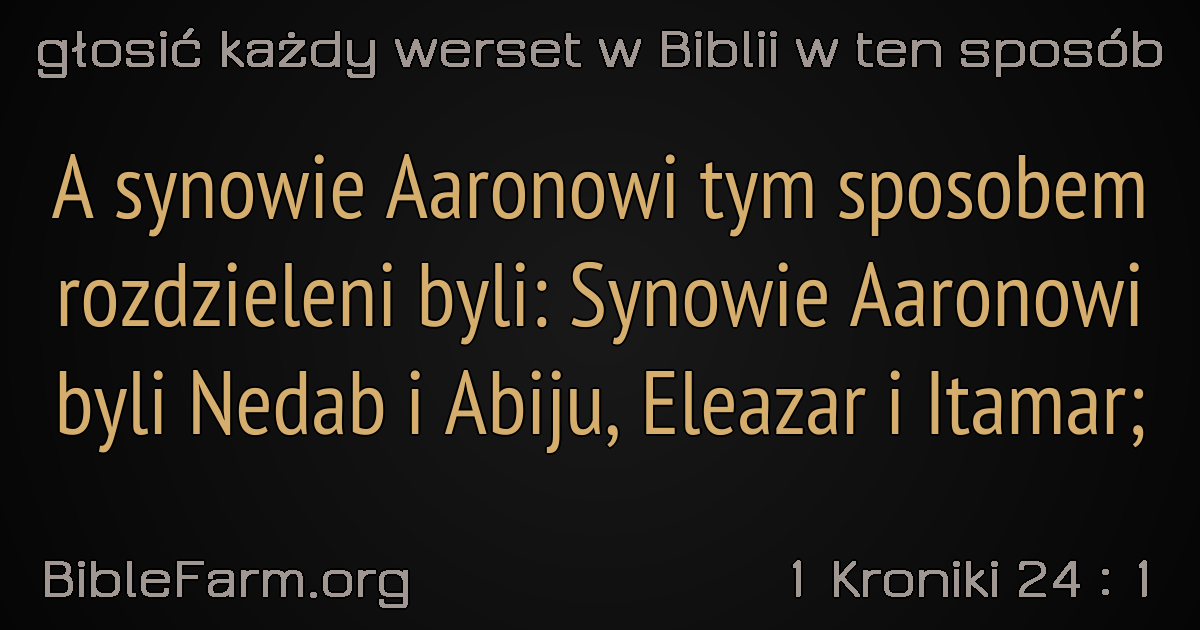 głosić każdy werset w Biblii w ten sposób
A synowie Aaronowi tym sposobem
rozdzieleni byli: Synowie Aaronowi
byli Nedab i Abiju, Eleazar i Itamar;
BibleFarm.org
1 Kroniki 24 : 1